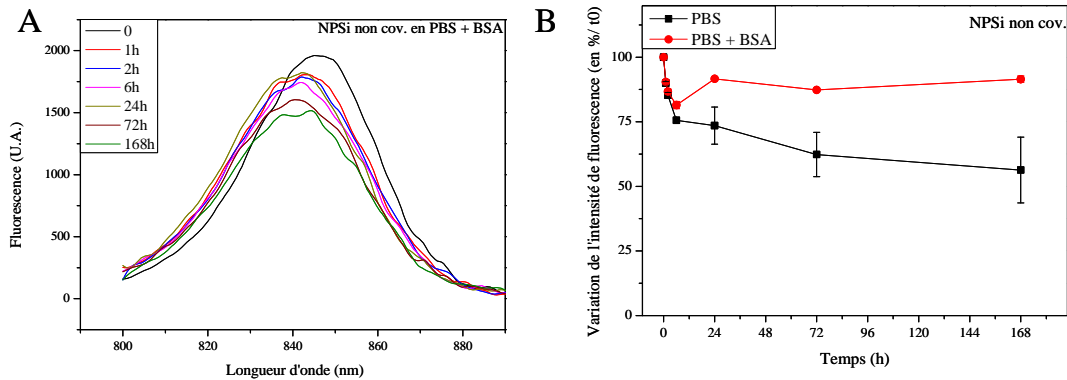 A
NPSi non cov. en PBS + BSA
0
1h
2h
6h
24h
72h
168h
2000
1500
1000
500
0
800
820
840
860
880
Fluorescence (U.A.)
Longueur d'onde (nm)
B
NPSi non cov.
PBS
PBS + BSA
100
75
50
25
0
0
24
48
72
96
120
144
168
Variation de l'intensité de fluorescence (en %/ t0)
Temps (h)